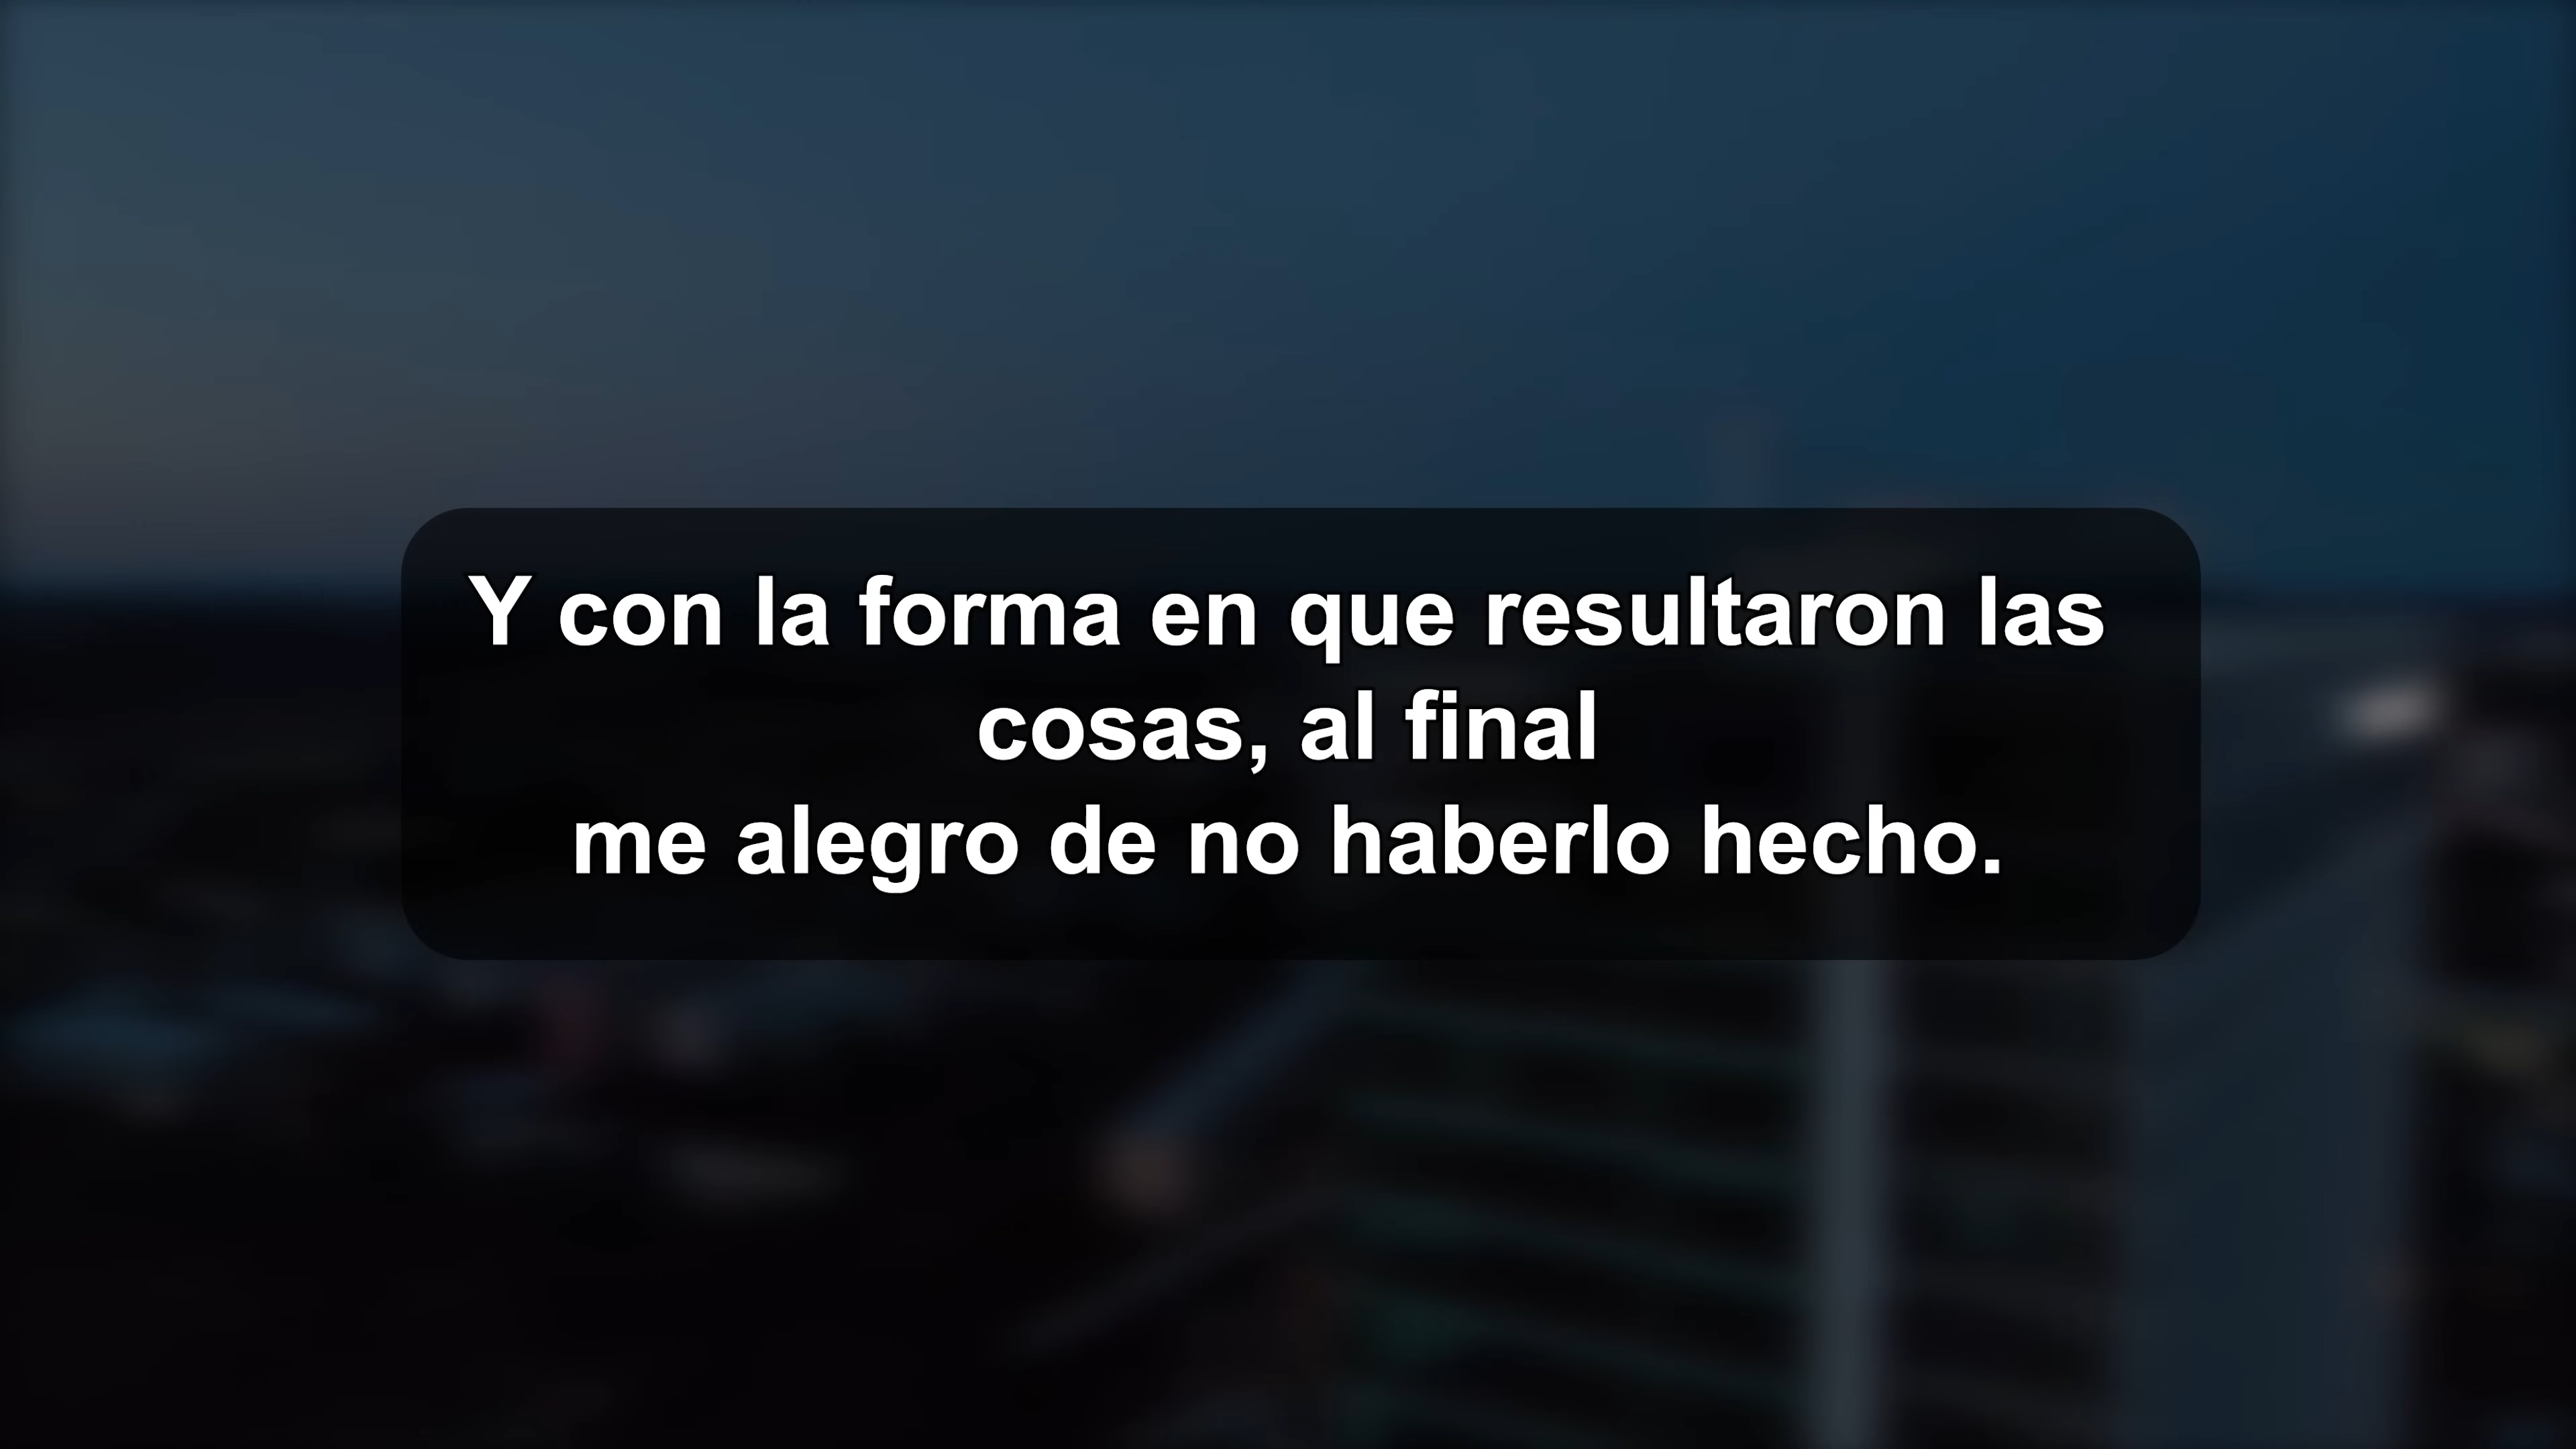 Y con la forma en que resultaron las
cosas, al final
me alegro de no haberlo hecho.